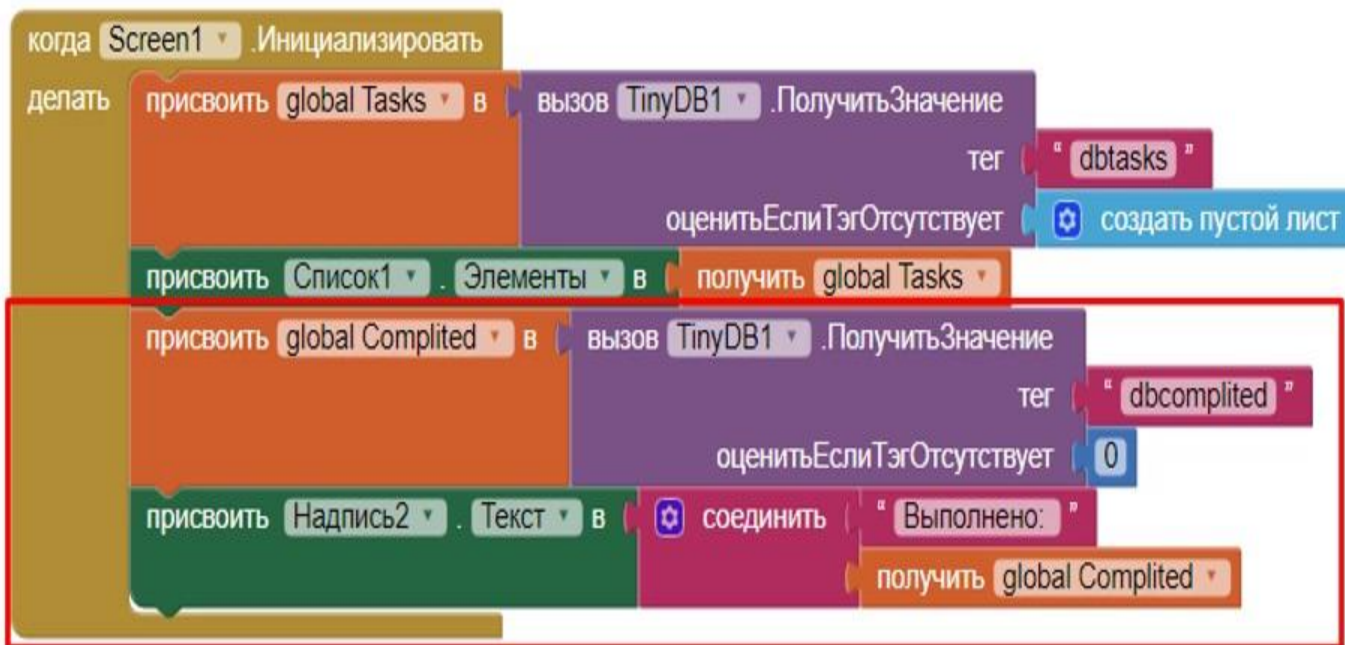 когда Screen1 .Инициализировать
делать присвоить global Tasks в вызов TinyDB1 .ПолучитьЗначение
тег " dbtasks "
оценитьЕслиТэгОтсутствует создать пустой лист
присвоить Список1 . Элементы в получить global Tasks
присвоить global Complited в вызов TinyDB1 .ПолучитьЗначение
тег " dbcomplited "
оценитьЕслиТэгОтсутствует 0
присвоить Надпись2 . Текст в соединить " Выполнено: "
получить global Complited